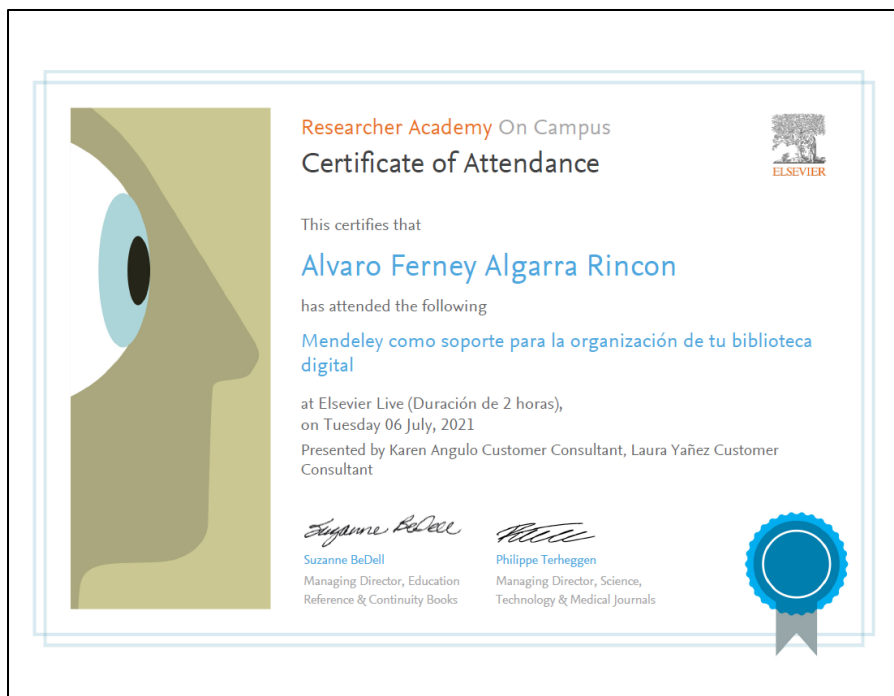 Researcher Academy On Campus
Certificate of Attendance
ELSEVIER
This certifies that
Alvaro Ferney Algarra Rincon
has attended the following
Mendeley como soporte para la organización de tu biblioteca
digital
at Elsevier Live (Duración de 2 horas),
on Tuesday 06 July, 2021
Presented by Karen Angulo Customer Consultant, Laura Yañez Customer
Consultant
Suzanne BeDell
Suzanne BeDell
Managing Director, Education
Reference & Continuity Books
Philippe Terheggen
Managing Director, Science,
Technology & Medical Journals